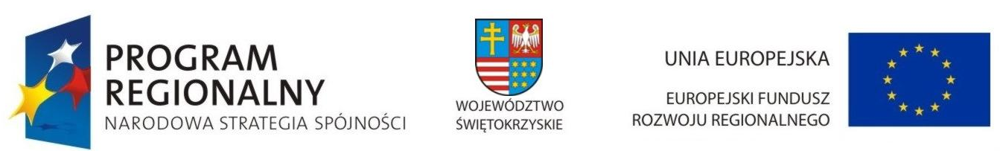 PROGRAM
REGIONALNY
NARODOWA STRATEGIA SPÓJNOŚCI
WOJEWÓDZTWO
ŚWIĘTOKRZYSKIE
UNIA EUROPEJSKA
EUROPEJSKI FUNDUSZ
ROZWOJU REGIONALNEGO